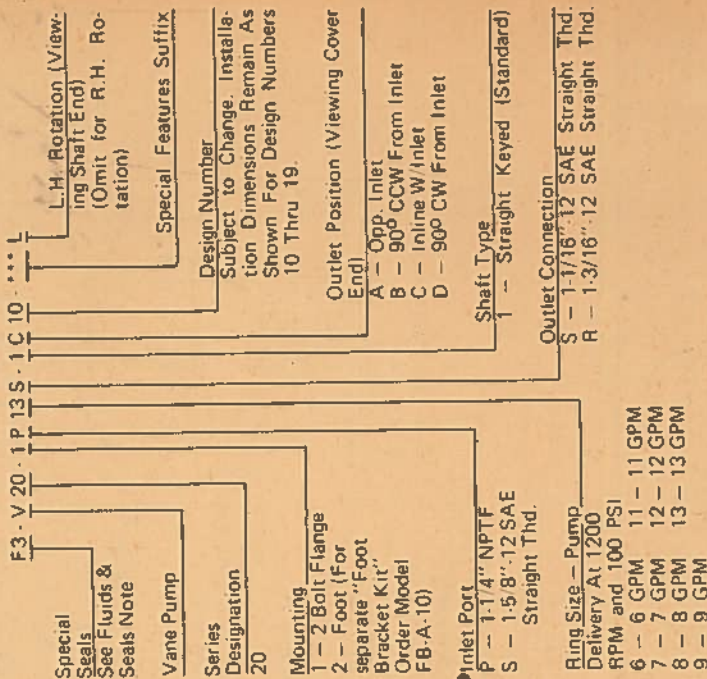 F3 - V 20 - 1 P 13 S - 1 C 10 - *** L
Special
Seals
See Fluids &
Seals Note
Vane Pump
Series
Designation
20
Mounting
1 – 2 Bolt Flange
2 – Foot (For
separate "Foot
Bracket Kit"
Order Model
FB-A-10)
Inlet Port
P – 1 1/4" NPTF
S – 1-5/8"-12 SAE
Straight Thd.
Ring Size – Pump
Delivery At 1200
RPM and 100 PSI
6 – 6 GPM 11 – 11 GPM
7 – 7 GPM 12 – 12 GPM
8 – 8 GPM 13 – 13 GPM
9 – 9 GPM
L.H. Rotation (View-
ing Shaft End)
(Omit for R.H. Ro-
tation)
Special Features Suffix
Design Number
Subject to Change. Installa-
tion Dimensions Remain As
Shown For Design Numbers
10 Thru 19.
Outlet Position (Viewing Cover
End)
A – Opp. Inlet
B – 90º CCW From Inlet
C – Inline W/Inlet
D – 90º CW From Inlet
Shaft Type
1 – Straight Keyed (Standard)
Outlet Connection
S – 1-1/16"-12 SAE Straight Thd.
R – 1-3/16"-12 SAE Straight Thd.